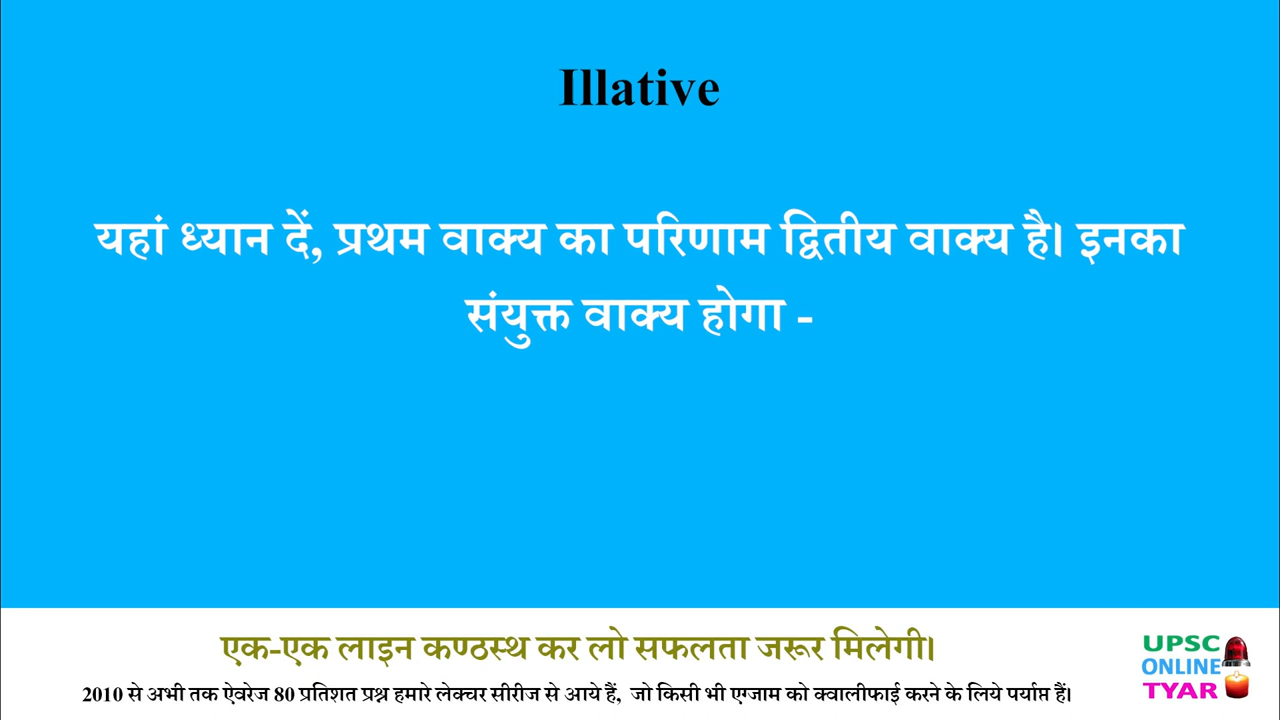 Illative
यहां ध्यान दें, प्रथम वाक्य का परिणाम द्वितीय वाक्य है। इनका
संयुक्त वाक्य होगा -
एक-एक लाइन कण्ठस्थ कर लो सफलता जरूर मिलेगी।
2010 से अभी तक ऐवरेज 80 प्रतिशत प्रश्न हमारे लेक्चर सीरीज से आये हैं, जो किसी भी एग्जाम को क्वालीफाई करने के लिये पर्याप्त हैं।
UPSC
ONLINE
TYAR